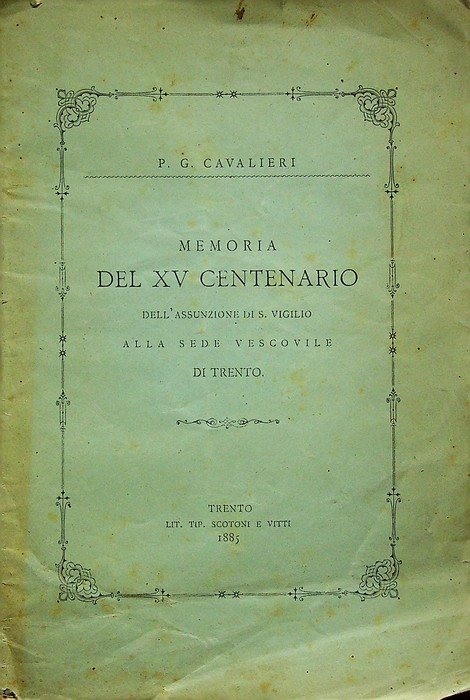 P. G. CAVALIERI
MEMORIA
DEL XV CENTENARIO
DELL'ASSUNZIONE DI S. VIGILIO
ALLA SEDE VESCOVILE
DI TRENTO.
TRENTO
LIT. TIP. SCOTONI E VITTI
1885